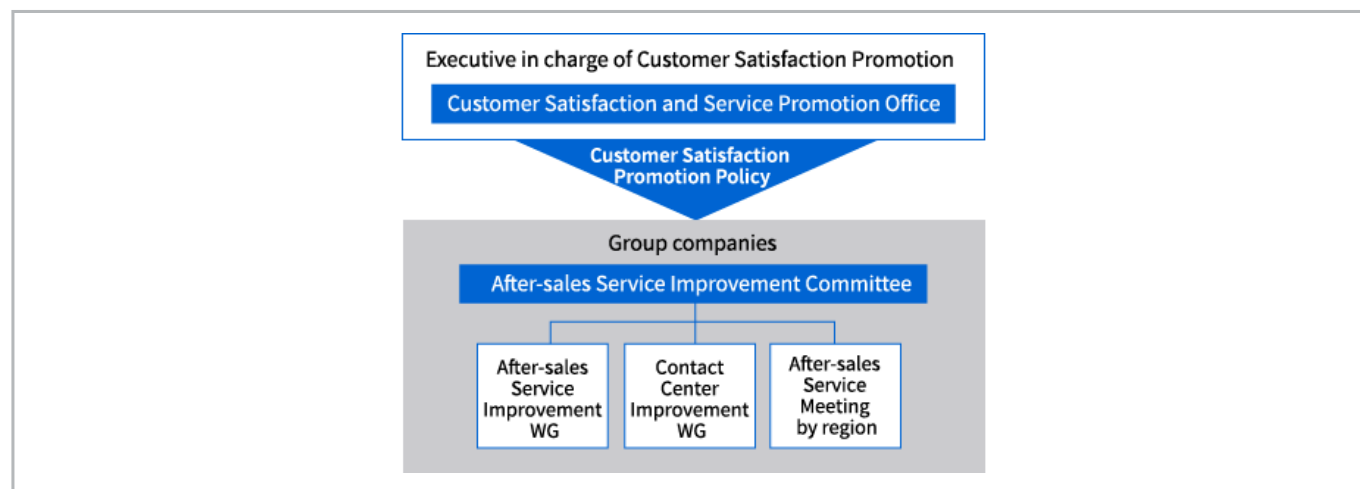 Executive in charge of Customer Satisfaction Promotion
Customer Satisfaction and Service Promotion Office
Customer Satisfaction
Promotion Policy
Group companies
After-sales Service Improvement Committee
After-sales
Service
Improvement
WG
Contact
Center
Improvement
WG
After-sales
Service
Meeting
by region